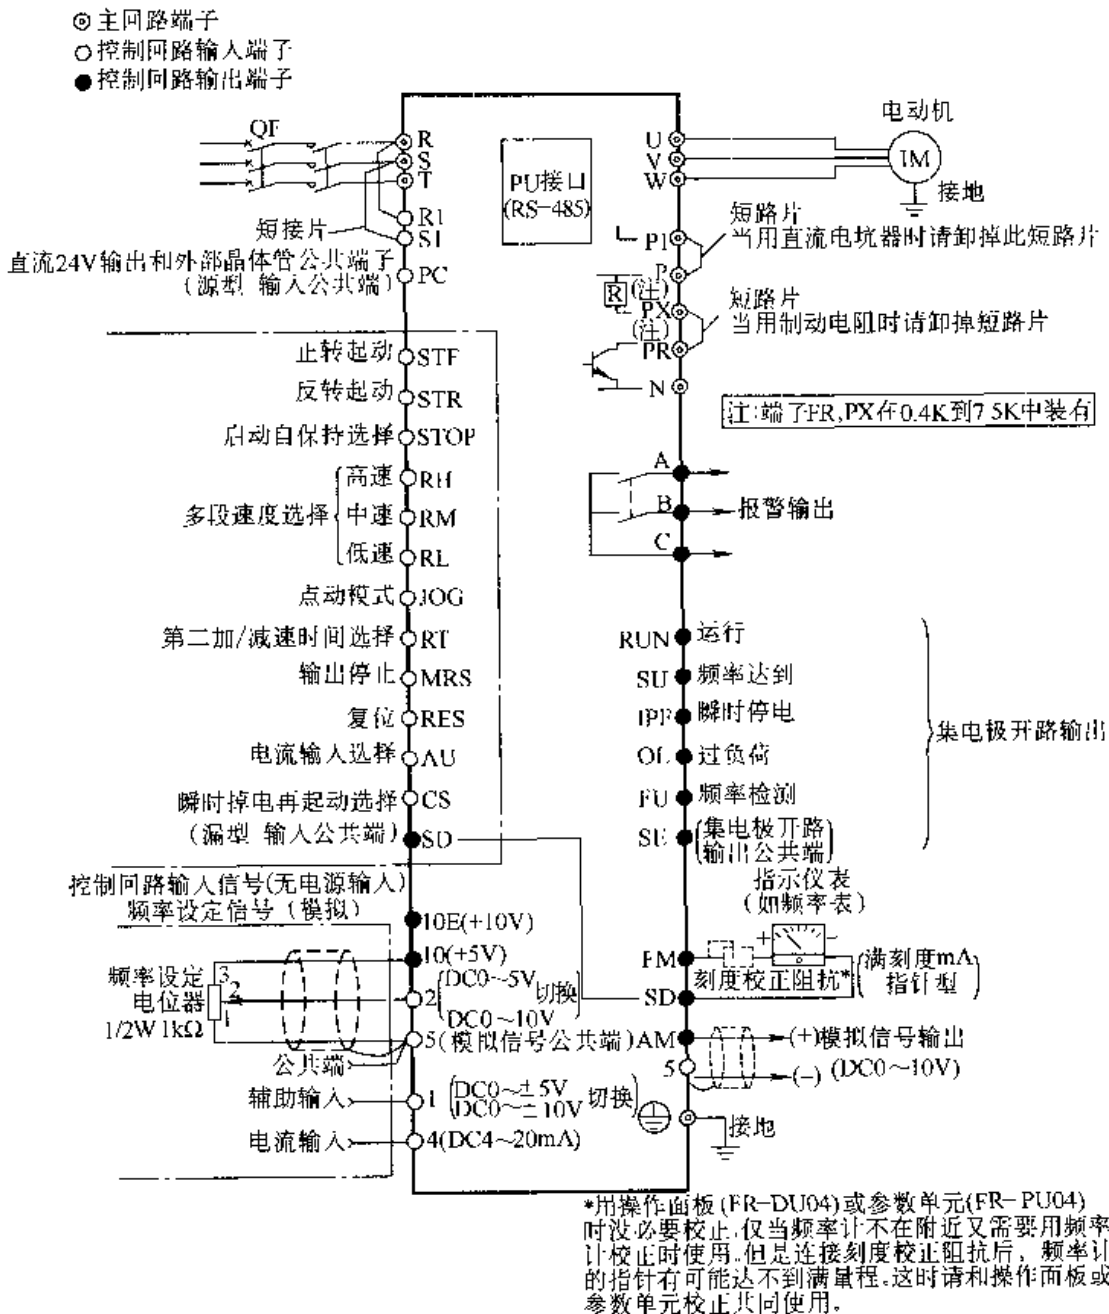 主回路端子
控制回路输入端子
控制回路输出端子
QF
R
S
T
R1
S1
短接片
直流24V输出和外部晶体管公共端子
(源型 输入公共端)
PC
PU接口
(RS-485)
U
V
W
电动机
IM
接地
短路片
当用直流电坑器时请卸掉此短路片
P1
P
R
(注)
PX
(注)
短路片
当用制动电阻时请卸掉短路片
PR
N
注:端子FR,PX在0.4K到7.5K中装有
正转起动 STF
反转起动 STR
启动自保持选择 STOP
多段速度选择
高速 RH
中速 RM
低速 RL
点动模式 JOG
第二加/减速时间选择 RT
输出停止 MRS
复位 RES
电流输入选择 AU
瞬时掉电再起动选择 CS
(漏型 输入公共端) SD
A
B
C
报警输出
RUN 运行
SU 频率达到
IPF 瞬时停电
OL 过负荷
FU 频率检测
SE (集电极开路
输出公共端)
集电极开路输出
控制回路输入信号(无电源输入)
频率设定信号(模拟)
10E(+10V)
10(+5V)
频率设定
电位器
1/2W 1kΩ
3
2
1
2 (DC0~5V
DC0~10V) 切换
5(模拟信号公共端)
公共端
辅助输入 1 (DC0~±5V
DC0~±10V 切换)
电流输入 4(DC4~20mA)
指示仪表
(如频率表)
+
−
FM
刻度校正阻抗*
(满刻度mA
指针型)
SD
AM
(+)模拟信号输出
5
(−) (DC0~10V)
接地
*用操作面板(FR-DU04)或参数单元(FR-PU04)
时没必要校正.仅当频率计不在附近又需要用频率
计校正时使用.但是连接刻度校正阻抗后，频率计
的指针有可能达不到满量程.这时请和操作面板或
参数单元校正共同使用.